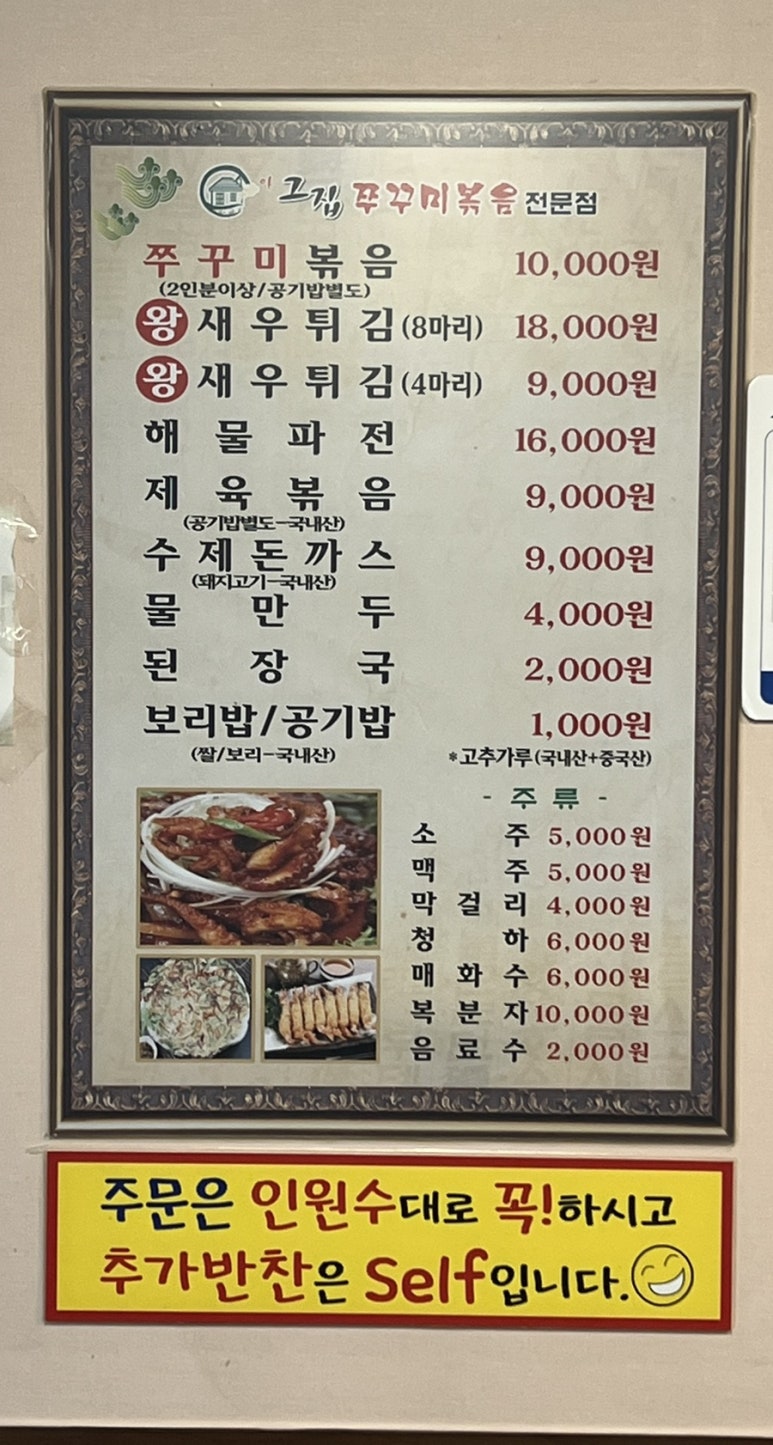 그집 쭈꾸미볶음 전문점
쭈꾸미볶음 10,000원
(2인분이상/공기밥별도)
왕새우튀김(8마리) 18,000원
왕새우튀김(4마리) 9,000원
해물파전 16,000원
제육볶음 9,000원
(공기밥별도-국내산)
수제돈까스 9,000원
(돼지고기-국내산)
물만두 4,000원
된장국 2,000원
보리밥/공기밥 1,000원
(쌀/보리-국내산) *고추가루(국내산+중국산)
- 주류 -
소주 5,000원
맥주 5,000원
막걸리 4,000원
청하 6,000원
매화수 6,000원
복분자 10,000원
음료수 2,000원
주문은 인원수대로 꼭!하시고
추가반찬은 Self입니다.